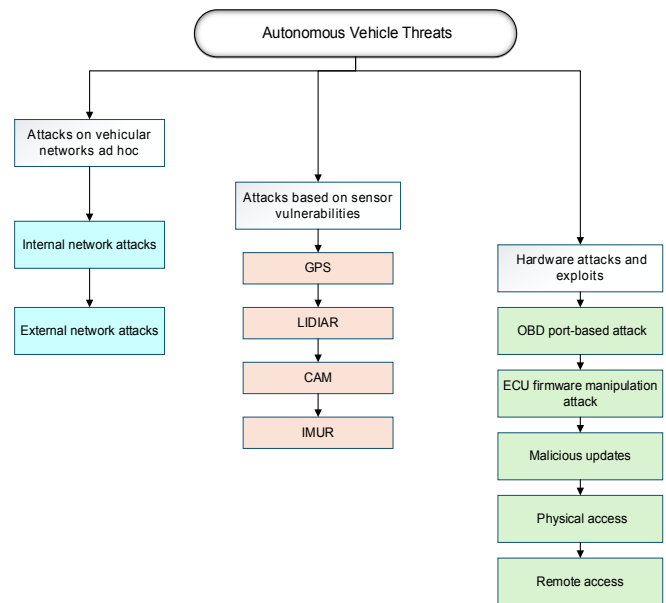 Autonomous Vehicle Threats
Attacks on vehicular
networks ad hoc
Internal network attacks
External network attacks
Attacks based on sensor
vulnerabilities
GPS
LIDIAR
CAM
IMUR
Hardware attacks and
exploits
OBD port-based attack
ECU firmware manipulation
attack
Malicious updates
Physical access
Remote access